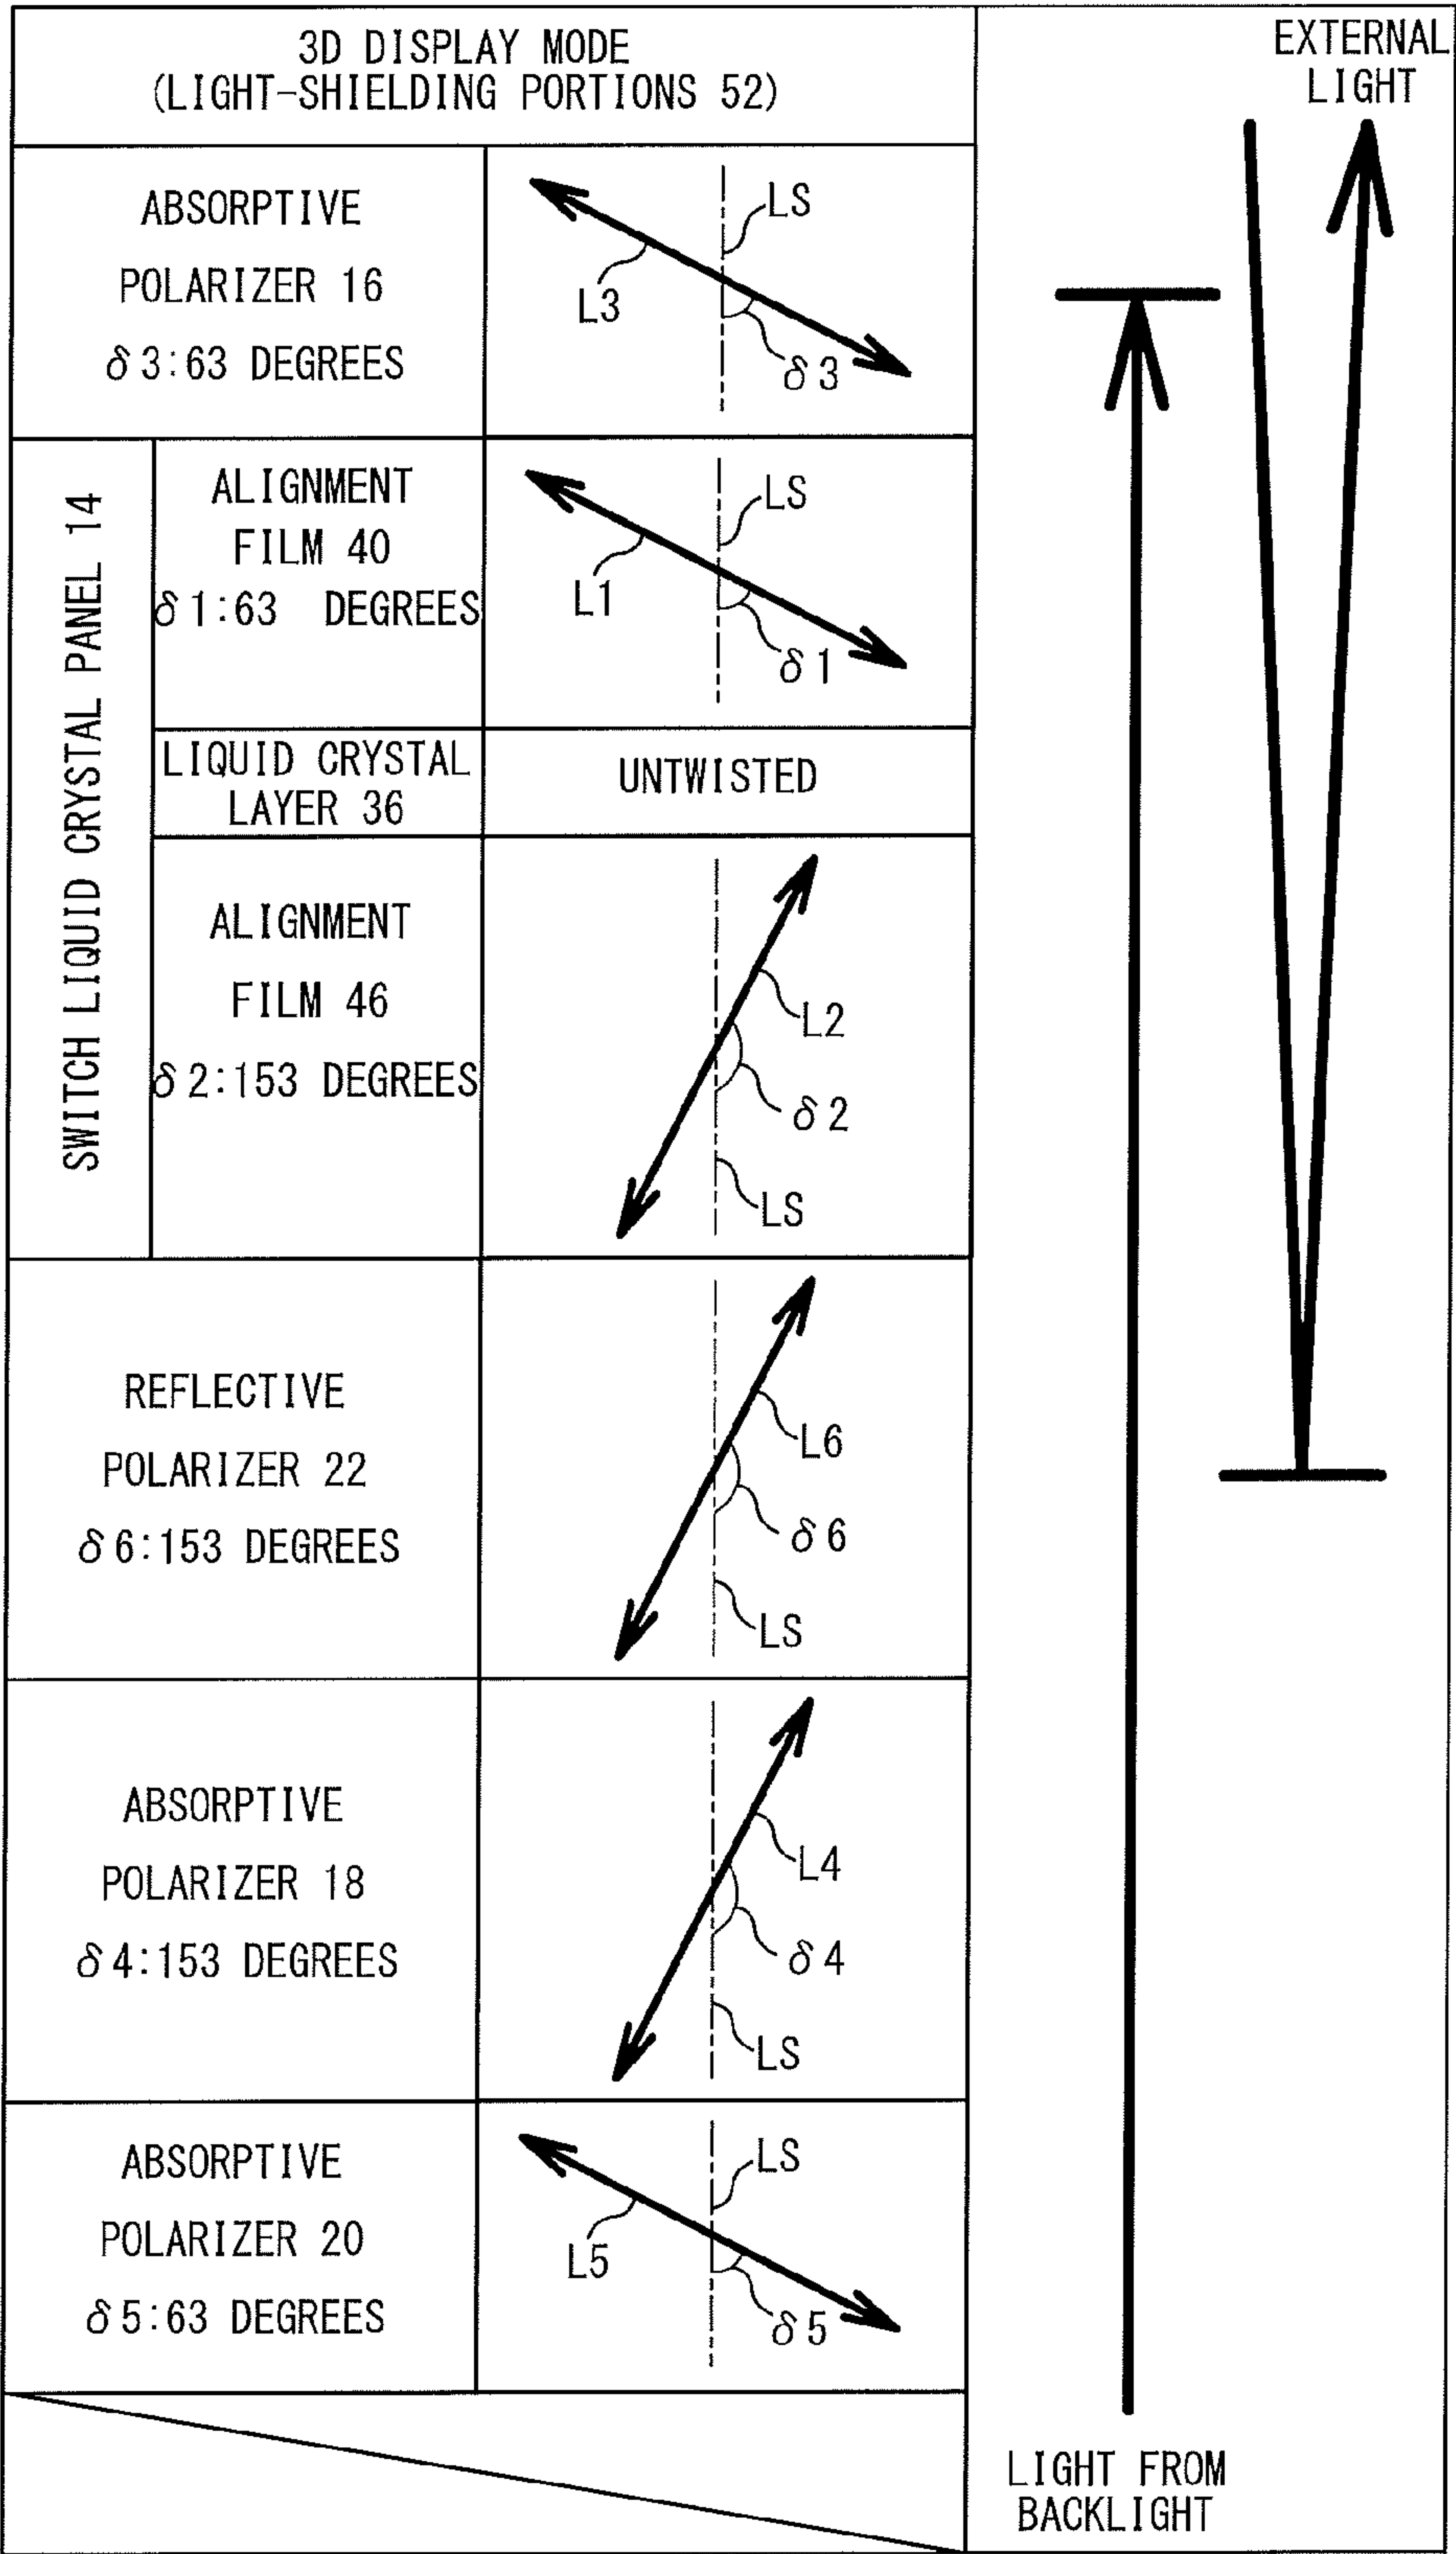 3D DISPLAY MODE
(LIGHT-SHIELDING PORTIONS 52)
EXTERNAL
LIGHT
ABSORPTIVE
POLARIZER 16
δ3:63 DEGREES
LS
L3
δ3
SWITCH LIQUID CRYSTAL PANEL 14
ALIGNMENT
FILM 40
δ1:63 DEGREES
LS
L1
δ1
LIQUID CRYSTAL
LAYER 36
UNTWISTED
ALIGNMENT
FILM 46
δ2:153 DEGREES
L2
δ2
LS
REFLECTIVE
POLARIZER 22
δ6:153 DEGREES
L6
δ6
LS
ABSORPTIVE
POLARIZER 18
δ4:153 DEGREES
L4
δ4
LS
ABSORPTIVE
POLARIZER 20
δ5:63 DEGREES
LS
L5
δ5
LIGHT FROM
BACKLIGHT